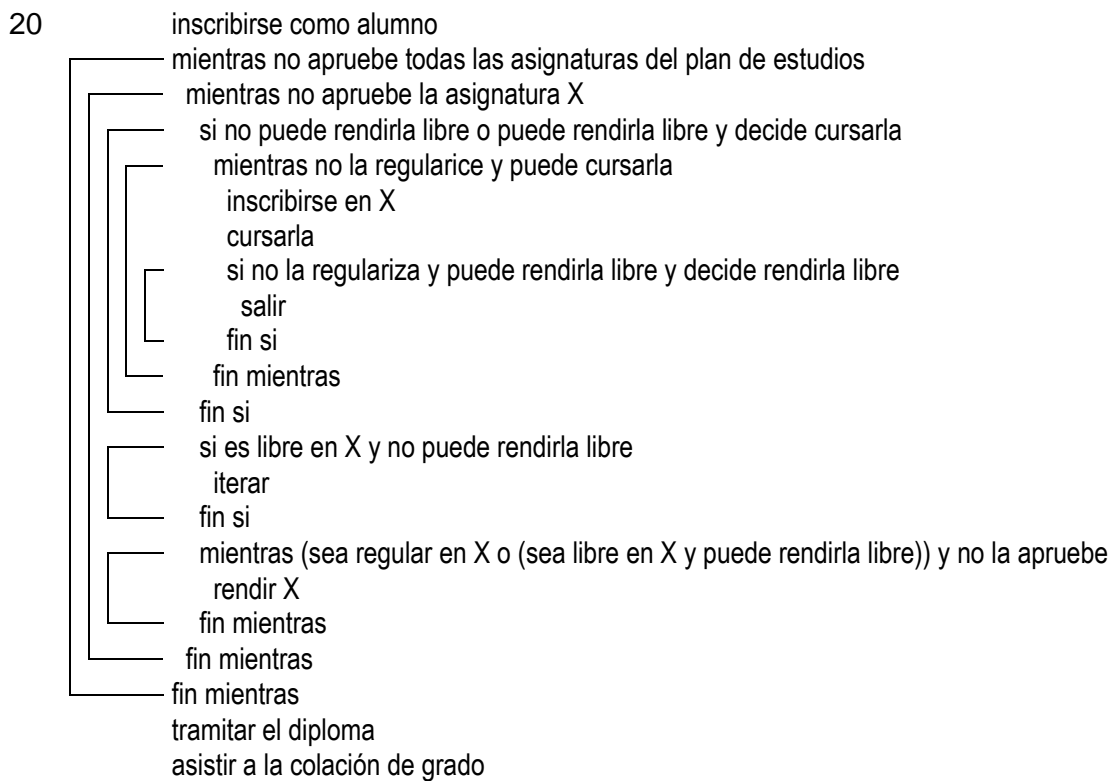 20 inscribirse como alumno
mientras no apruebe todas las asignaturas del plan de estudios
mientras no apruebe la asignatura X
si no puede rendirla libre o puede rendirla libre y decide cursarla
mientras no la regularice y puede cursarla
inscribirse en X
cursarla
si no la regulariza y puede rendirla libre y decide rendirla libre
salir
fin si
fin mientras
fin si
si es libre en X y no puede rendirla libre
iterar
fin si
mientras (sea regular en X o (sea libre en X y puede rendirla libre)) y no la apruebe
rendir X
fin mientras
fin mientras
fin mientras
tramitar el diploma
asistir a la colación de grado